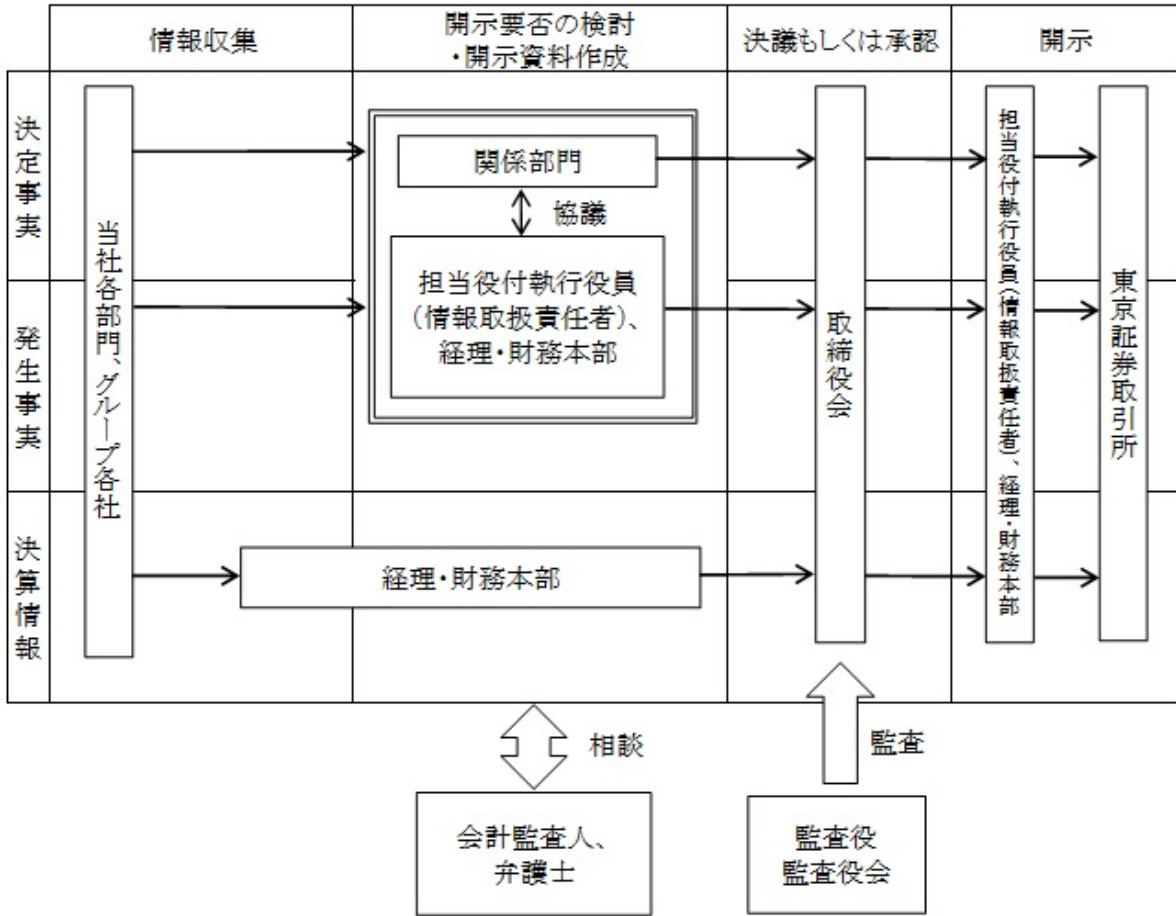 情報収集
開示要否の検討
・開示資料作成
決議もしくは承認
開示
決定事実
発生事実
決算情報
当社各部門、グループ各社
関係部門
協議
担当役付執行役員
（情報取扱責任者）、
経理・財務本部
経理・財務本部
取締役会
担当役付執行役員（情報取扱責任者）、経理・財務本部
東京証券取引所
相談
会計監査人、
弁護士
監査
監査役
監査役会